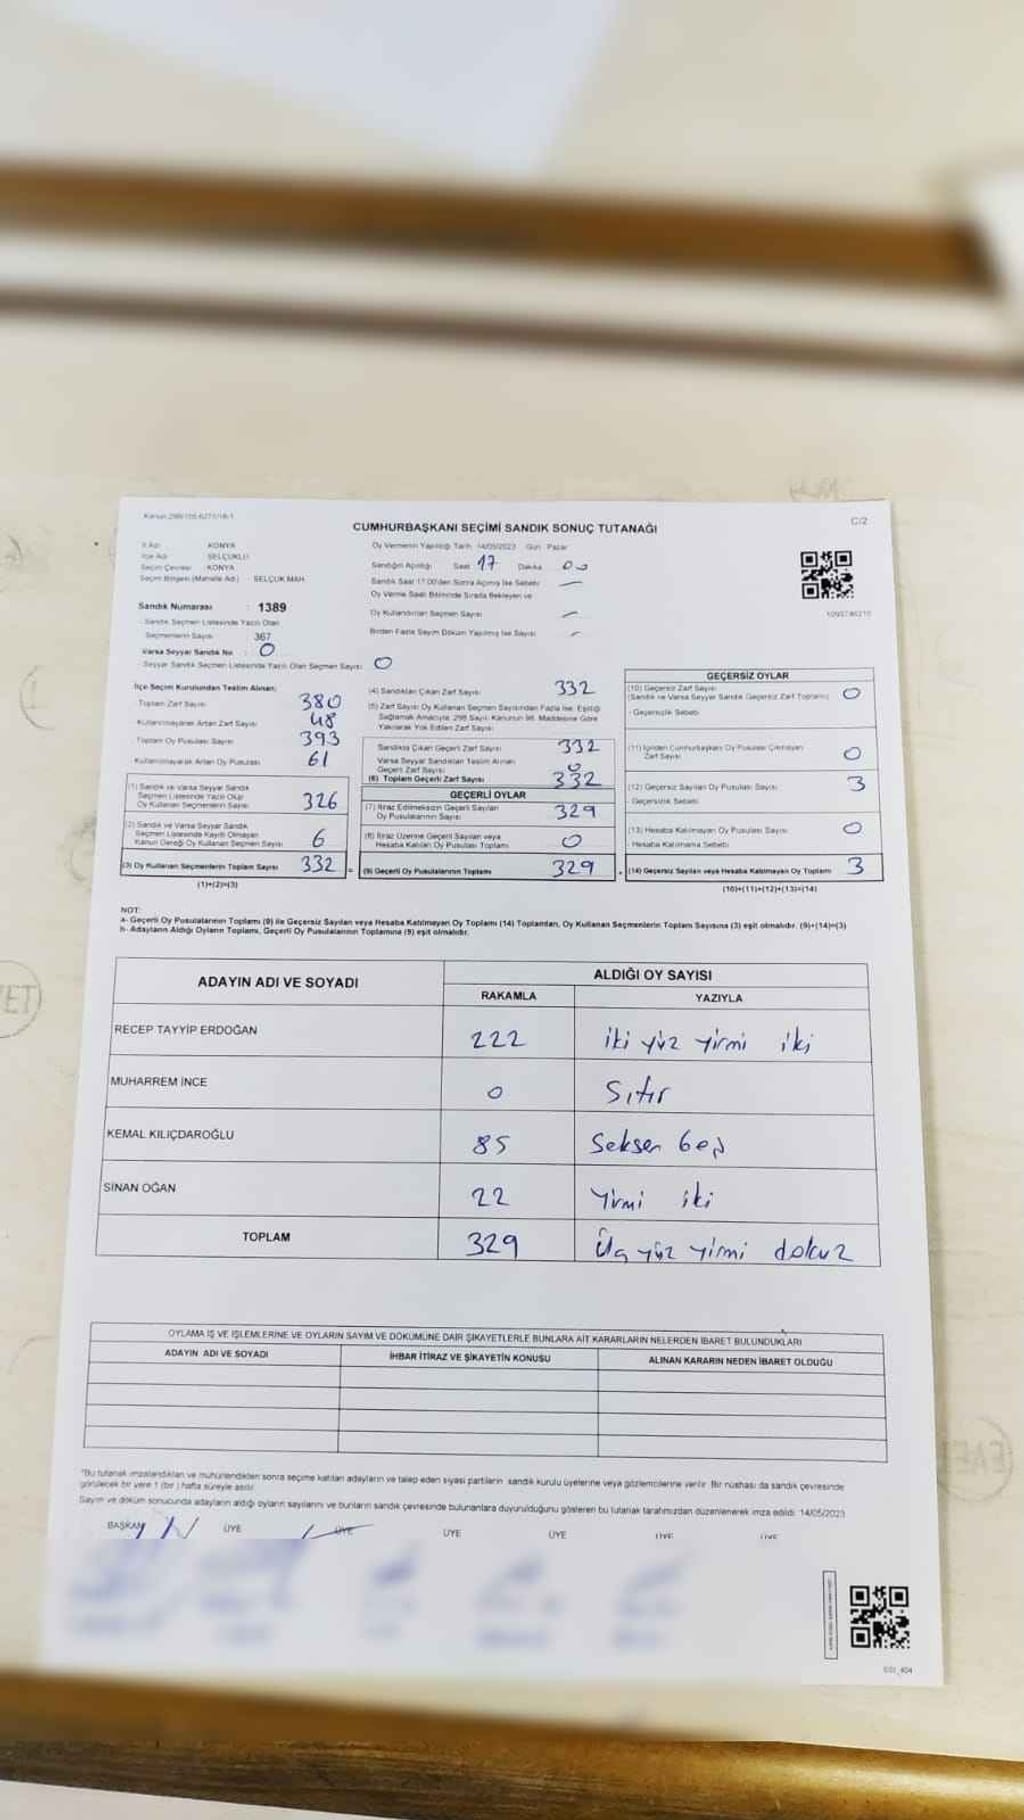 CUMHURBAŞKANI SEÇİMİ SANDIK SONUÇ TUTANAĞI
C/2
İl Adı : KONYA
İlçe Adı : SELÇUKLU
Seçim Çevresi : KONYA
Seçim Bölgesi (Mahalle Adı) : SELÇUK MAH.
Sandık Numarası : 1389
Sandık Seçmen Listesinde Yazılı Olan
Seçmenlerin Sayısı : 367
Varsa Seyyar Sandık No : 0
Seyyar Sandık Seçmen Listesinde Yazılı Olan Seçmen Sayısı : 0
Oy Vermenin Yapıldığı Tarih 14/05/2023 Gün Pazar
Sandığın Açıldığı Saat 17 Dakika 00
Sandık Saat 17.00'den Sonra Açılmış İse Sebebi
Oy Verme Saati Bitiminde Sırada Bekleyen ve
Oy Kullandırılan Seçmen Sayısı
Birden Fazla Sayım Döküm Yapılmış İse Sayısı
İlçe Seçim Kurulundan Teslim Alınan:
Toplam Zarf Sayısı 380
Kullanılmayarak Artan Zarf Sayısı 48
Toplam Oy Pusulası Sayısı 393
Kullanılmayarak Artan Oy Pusulası 61
(1) Sandık ve Varsa Seyyar Sandık
Seçmen Listesinde Yazılı Olup
Oy Kullanan Seçmenlerin Sayısı 326
(2) Sandık ve Varsa Seyyar Sandık
Seçmen Listesinde Kayıtlı Olmayan
Kanun Gereği Oy Kullanan Seçmenlerin Sayısı 6
(3) Oy Kullanan Seçmenlerin Toplam Sayısı 332
(1)+(2)=(3)
(4) Sandıktan Çıkan Zarf Sayısı 332
(5) Zarf Sayısı Oy Kullanan Seçmen Sayısından Fazla İse, Eşitliği
Sağlamak Amacıyla, 298 Sayılı Kanunun 98. Maddesine Göre
Yakılarak Yok Edilen Zarf Sayısı
Sandıkta Çıkan Geçerli Zarf Sayısı 332
Varsa Seyyar Sandıktan Teslim Alınan
Geçerli Zarf Sayısı 0
(6) Toplam Geçerli Zarf Sayısı 332
GEÇERLİ OYLAR
(7) İtiraz Edilmeksizin Geçerli Sayılan
Oy Pusulalarının Sayısı 329
(8) İtiraz Üzerine Geçerli Sayılan veya
Hesaba Katılan Oy Pusulası Toplamı 0
(9) Geçerli Oy Pusulalarının Toplamı 329
GEÇERSİZ OYLAR
(10) Geçersiz Zarf Sayısı
(Sandık ve Varsa Seyyar Sandık Geçersiz Zarf Toplamı) 0
- Geçersizlik Sebebi
(11) İçinden Cumhurbaşkanı Oy Pusulası Çıkmayan
Zarf Sayısı 0
(12) Geçersiz Sayılan Oy Pusulası Sayısı 3
Geçersizlik Sebebi
(13) Hesaba Katılmayan Oy Pusulası Sayısı 0
- Hesaba Katılmama Sebebi
(14) Geçersiz Sayılan veya Hesaba Katılmayan Oy Toplamı 3
(10)+(11)+(12)+(13)=(14)
NOT:
a- Geçerli Oy Pusulalarının Toplamı (9) ile Geçersiz Sayılan veya Hesaba Katılmayan Oy Toplamı (14) Toplamları, Oy Kullanan Seçmenlerin Toplam Sayısına (3) eşit olmalıdır. (9)+(14)=(3)
b- Adayların Aldığı Oyların Toplamı, Geçerli Oy Pusulalarının Toplamına (9) eşit olmalıdır.
ADAYIN ADI VE SOYADI ALDIĞI OY SAYISI
RAKAMLA YAZIYLA
RECEP TAYYİP ERDOĞAN 222 iki yüz yirmi iki
MUHARREM İNCE 0 Sıfır
KEMAL KILIÇDAROĞLU 85 Seksen beş
SİNAN OĞAN 22 Yirmi iki
TOPLAM 329 Üç yüz yirmi dokuz
OYLAMA İŞ VE İŞLEMLERİNE VE OYLARIN SAYIM VE DÖKÜMÜNE DAİR ŞİKAYETLERLE BUNLARA AİT KARARLARIN NELERDEN İBARET BULUNDUKLARI
ADAYIN ADI VE SOYADI İHBAR İTİRAZ VE ŞİKAYETİN KONUSU ALINAN KARARIN NEDEN İBARET OLDUĞU
"Bu tutanak imzalandıktan ve mühürlendikten sonra seçime katılan adayların ve talep eden siyasi partilerin sandık kurulu üyelerine veya gözlemcilerine verilir. Bir nüshası da sandık çevresinde
görülecek bir yere 1 (bir) hafta süreyle asılır.
Sayım ve döküm sonucunda adayların aldığı oyların sayılarını ve bunların sandık çevresinde bulunanlara duyurulduğunu gösteren bu tutanak tarafımızdan düzenlenerek imza edildi. 14/05/2023
BAŞKAN ÜYE ÜYE ÜYE ÜYE ÜYE ÜYE